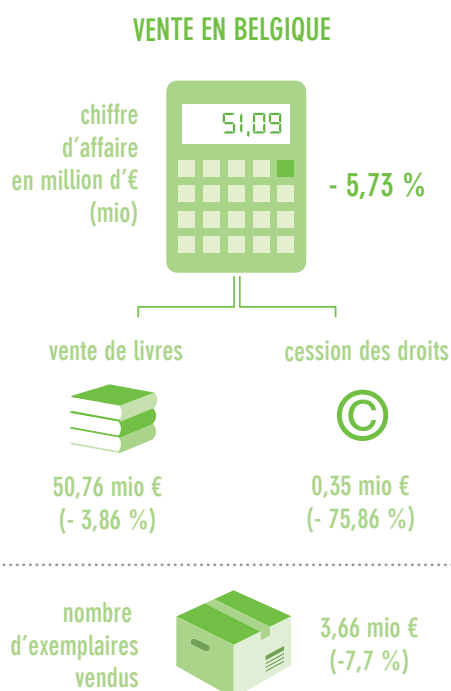 VENTE EN BELGIQUE
chiffre
d'affaire
en million d'€
(mio)
51,09
- 5,73 %
vente de livres
cession des droits
©
50,76 mio €
(- 3,86 %)
0,35 mio €
(- 75,86 %)
nombre
d'exemplaires
vendus
3,66 mio €
(-7,7 %)